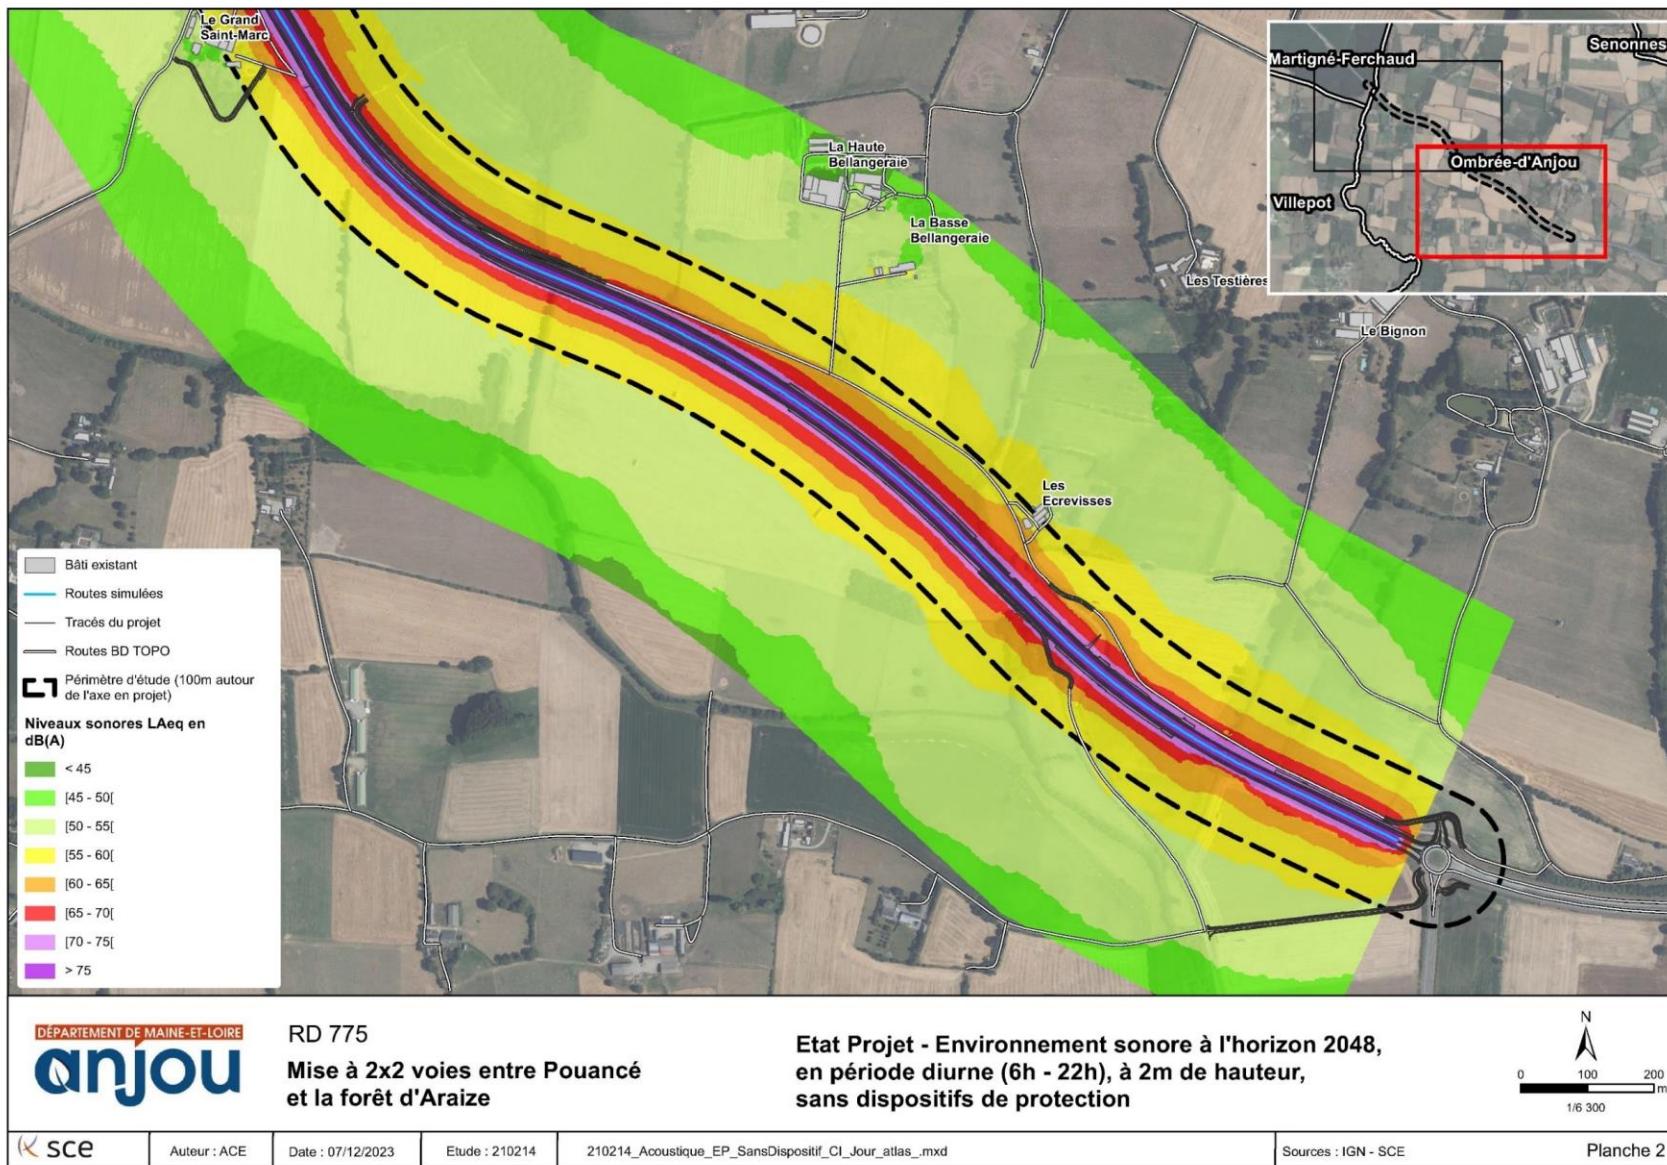 Le Grand
Saint-Marc
La Haute
Bellangeraie
La Basse
Bellangeraie
Les Testières
Le Bignon
Les
Ecrevisses
Martigné-Ferchaud
Senonnes
Ombrée-d'Anjou
Villepot
Bâti existant
Routes simulées
Tracés du projet
Routes BD TOPO
Périmètre d'étude (100m autour
de l'axe en projet)
Niveaux sonores LAeq en
dB(A)
< 45
[45 - 50[
[50 - 55[
[55 - 60[
[60 - 65[
[65 - 70[
[70 - 75[
> 75
DÉPARTEMENT DE MAINE-ET-LOIRE
anjou
RD 775
Mise à 2x2 voies entre Pouancé
et la forêt d'Araize
Etat Projet - Environnement sonore à l'horizon 2048,
en période diurne (6h - 22h), à 2m de hauteur,
sans dispositifs de protection
N
0 100 200
m
1/6 300
sce
Auteur : ACE
Date : 07/12/2023
Etude : 210214
210214_Acoustique_EP_SansDispositif_CI_Jour_atlas_.mxd
Sources : IGN - SCE
Planche 2